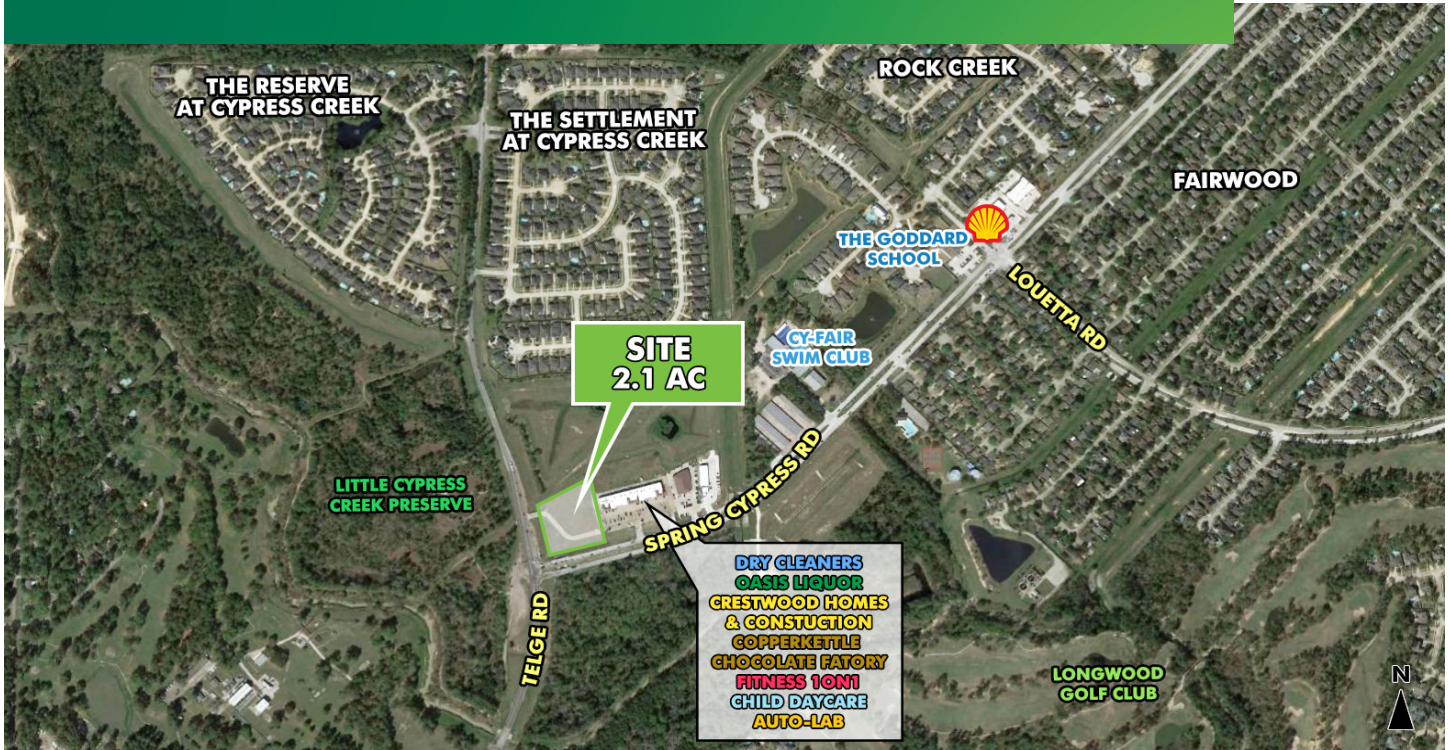 THE RESERVE
AT CYPRESS CREEK
THE SETTLEMENT
AT CYPRESS CREEK
ROCK CREEK
FAIRWOOD
THE GODDARD
SCHOOL
LOUETTA RD
CY-FAIR
SWIM CLUB
SITE
2.1 AC
LITTLE CYPRESS
CREEK PRESERVE
SPRING CYPRESS RD
TELGE RD
DRY CLEANERS
OASIS LIQUOR
CRESTWOOD HOMES
& CONSTUCTION
COPPERKETTLE
CHOCOLATE FATORY
FITNESS 1ON1
CHILD DAYCARE
AUTO-LAB
LONGWOOD
GOLF CLUB
N